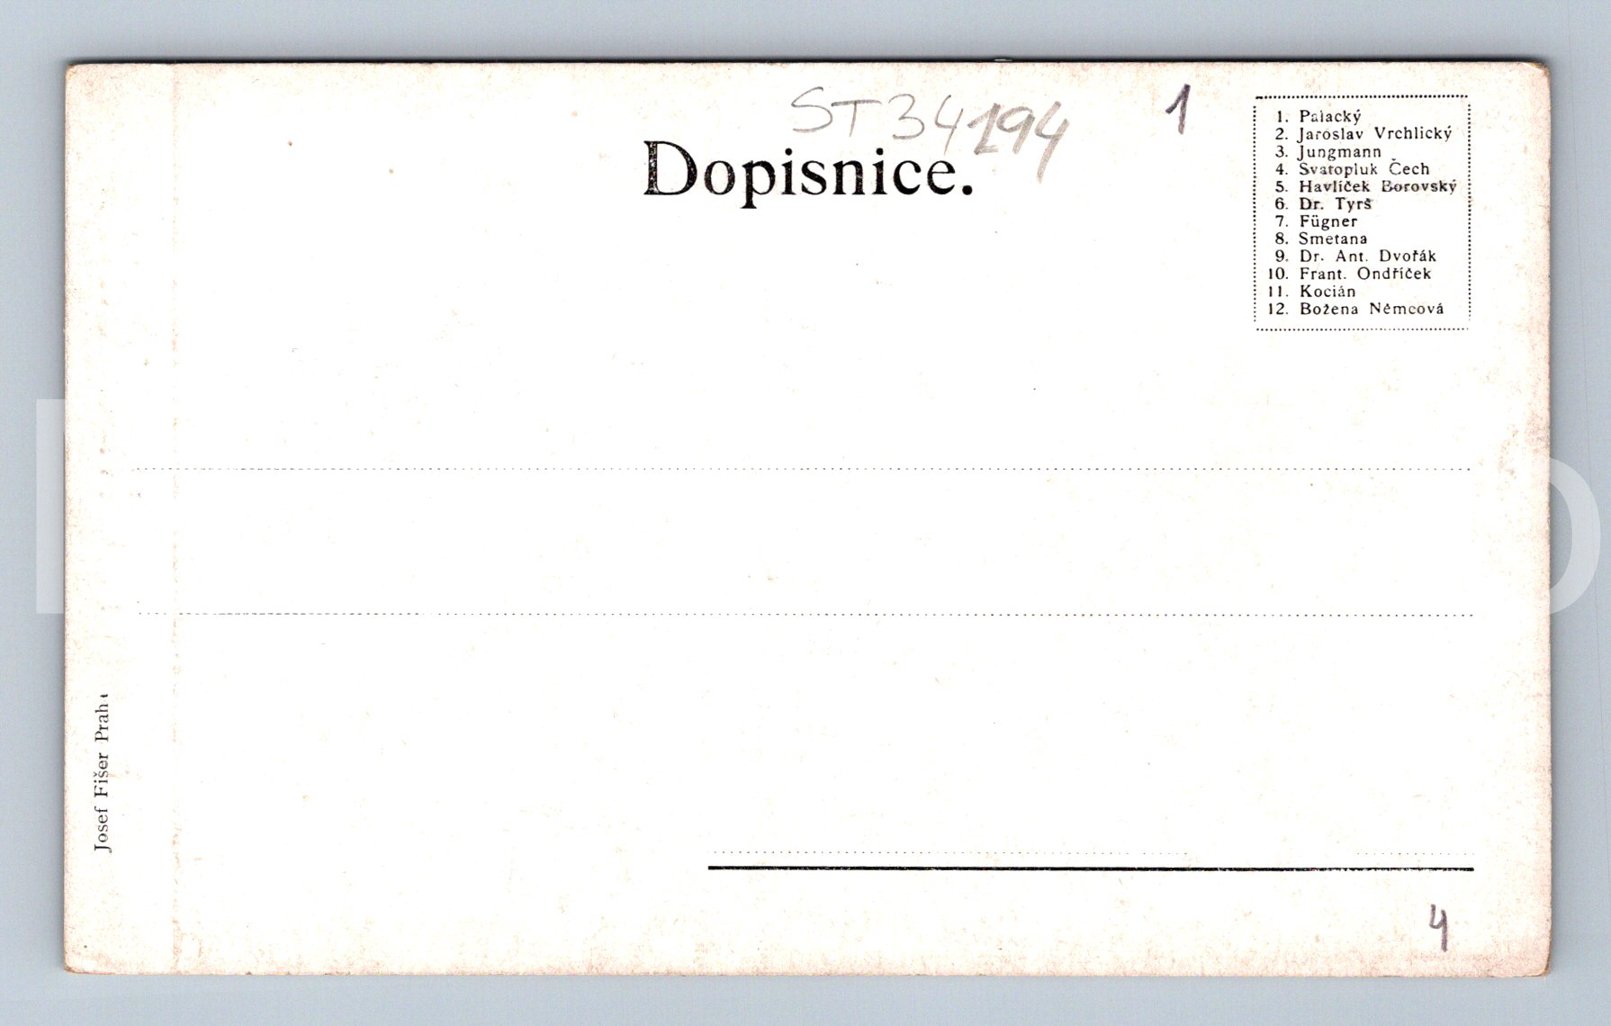 ST34194
1
Dopisnice.
1. Palacký
2. Jaroslav Vrchlický
3. Jungmann
4. Svatopluk Čech
5. Havlíček Borovský
6. Dr. Tyrš
7. Fügner
8. Smetana
9. Dr. Ant. Dvořák
10. Frant. Ondříček
11. Kocián
12. Božena Němcová
Josef Fišer Praha
4